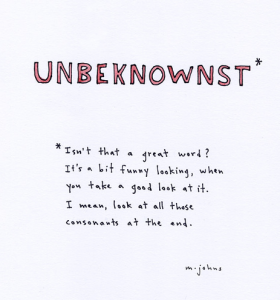 UNBEKNOWNST*
* Isn't that a great word?
It's a bit funny looking, when
you take a good look at it.
I mean, look at all those
consonants at the end.
m. johns